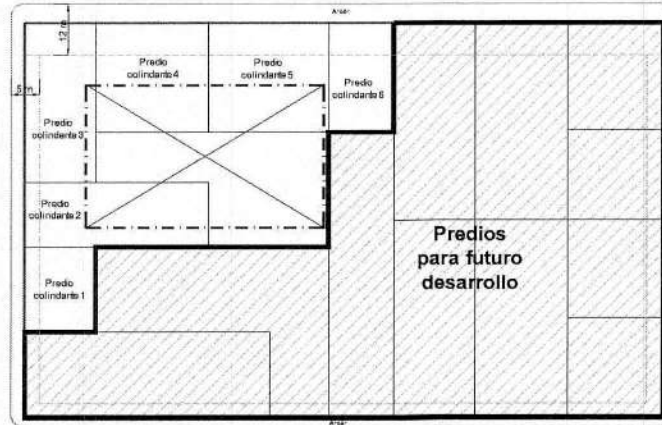 12 m
5 m
Predio
colindante 4
Predio
colindante 5
Predio
colindante 6
Predio
colindante 3
Predio
colindante 2
Predio
colindante 1
Predios
para futuro
desarrollo